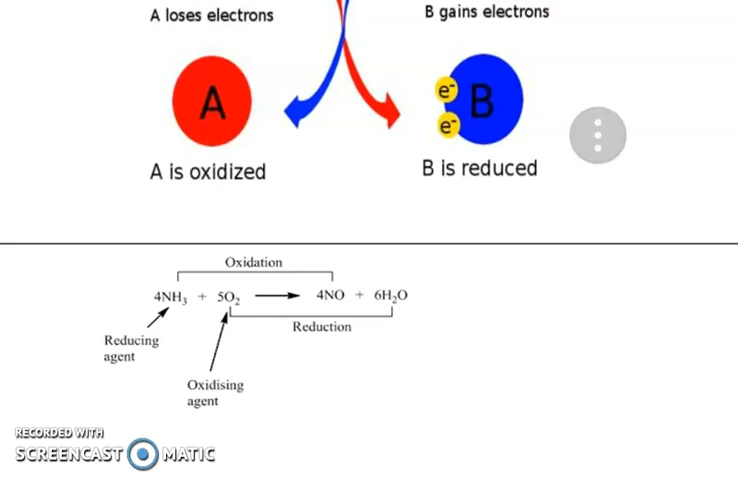 A loses electrons
B gains electrons
A
e⁻
e⁻
B
A is oxidized
B is reduced
Oxidation
4NH₃ + 5O₂ ⟶ 4NO + 6H₂O
Reduction
Reducing
agent
Oxidising
agent
RECORDED WITH
SCREENCAST MATIC